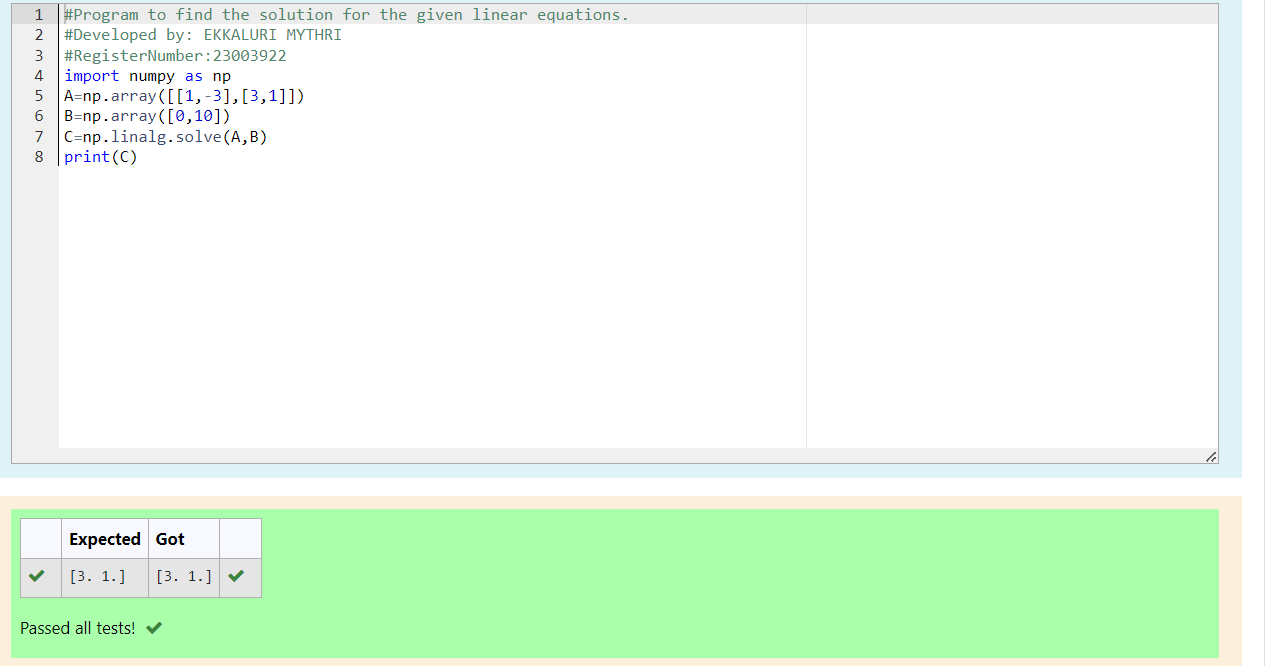 1 #Program to find the solution for the given linear equations.
2 #Developed by: EKKALURI MYTHRI
3 #RegisterNumber:23003922
4 import numpy as np
5 A=np.array([[1,-3],[3,1]])
6 B=np.array([0,10])
7 C=np.linalg.solve(A,B)
8 print(C)
Expected Got
[3. 1.] [3. 1.]
Passed all tests!